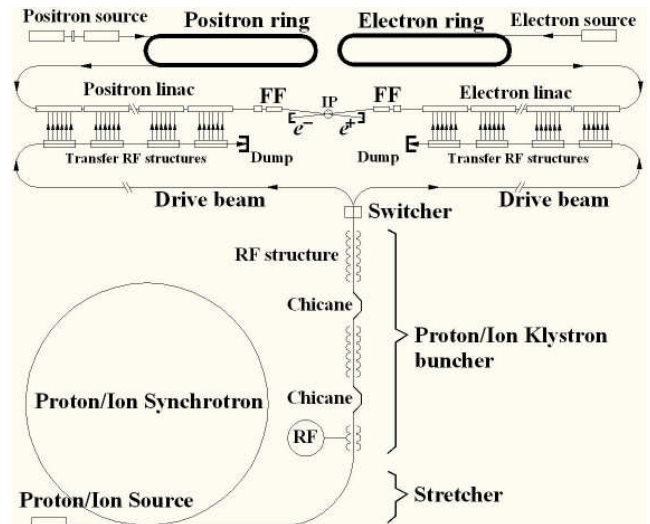 Positron source
Positron ring
Electron ring
Electron source
Positron linac
FF
IP
FF
Electron linac
e−
e+
Transfer RF structures
Dump
Dump
Transfer RF structures
Drive beam
Drive beam
Switcher
RF structure
Chicane
Proton/Ion Klystron
buncher
Proton/Ion Synchrotron
Chicane
RF
Proton/Ion Source
Stretcher